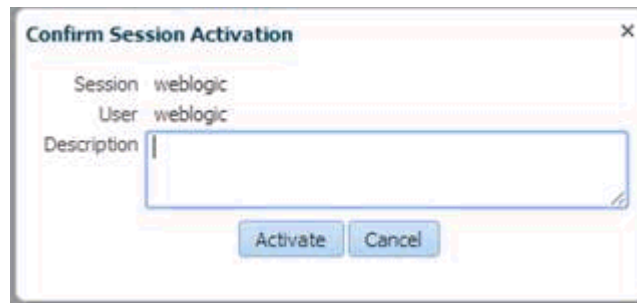 Confirm Session Activation
Session weblogic
User weblogic
Description
Activate Cancel